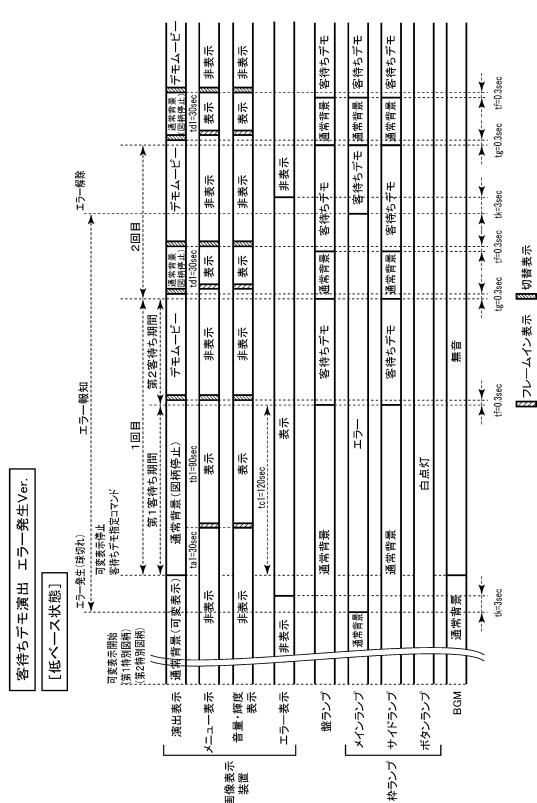 客待ちデモ演出　エラー発生Ver.
[低ベース状態]
エラー発生(球切れ)
エラー報知
エラー解除
可変表示開始
(第1特別図柄)
(第2特別図柄)
可変表示停止
客待ちデモ指定コマンド
1回目
2回目
第1客待ち期間
第2客待ち期間
画像表示
装置
演出表示
通常背景(可変表示)
通常背景(図柄停止)
デモムービー
通常背景
図柄停止
デモムービー
通常背景
図柄停止
デモムービー
ta1=30sec
tb1=90sec
td1=30sec
td1=30sec
メニュー表示
非表示
表示
非表示
表示
非表示
表示
非表示
音量・輝度
表示
非表示
表示
非表示
表示
非表示
表示
非表示
tc1=120sec
エラー表示
非表示
表示
非表示
盤ランプ
通常背景
客待ちデモ
通常背景
客待ちデモ
通常背景
客待ちデモ
枠ランプ
メインランプ
通常背景
エラー
客待ちデモ
通常背景
客待ちデモ
サイドランプ
通常背景
客待ちデモ
通常背景
客待ちデモ
通常背景
客待ちデモ
ボタンランプ
白点灯
BGM
通常背景
無音
tk=3sec
tf=0.3sec
tg=0.3sec
tf=0.3sec
tk=3sec
tg=0.3sec
tf=0.3sec
フレームイン表示
切替表示